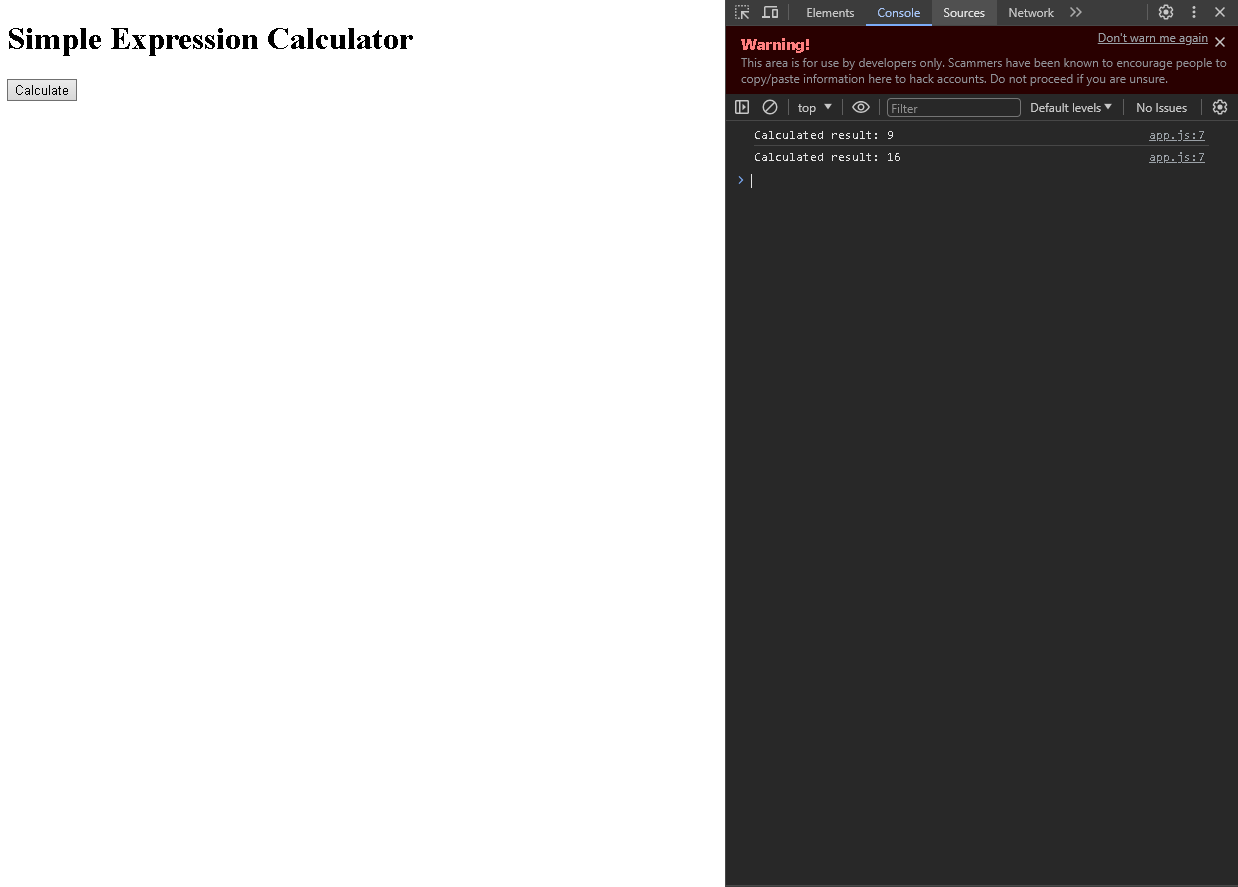 Simple Expression Calculator
Calculate
Elements Console Sources Network
Warning!
Don't warn me again
This area is for use by developers only. Scammers have been known to encourage people to
copy/paste information here to hack accounts. Do not proceed if you are unsure.
top Filter Default levels No Issues
Calculated result: 9 app.js:7
Calculated result: 16 app.js:7